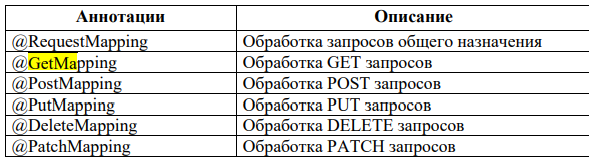 Аннотации Описание
@RequestMapping Обработка запросов общего назначения
@GetMapping Обработка GET запросов
@PostMapping Обработка POST запросов
@PutMapping Обработка PUT запросов
@DeleteMapping Обработка DELETE запросов
@PatchMapping Обработка PATCH запросов